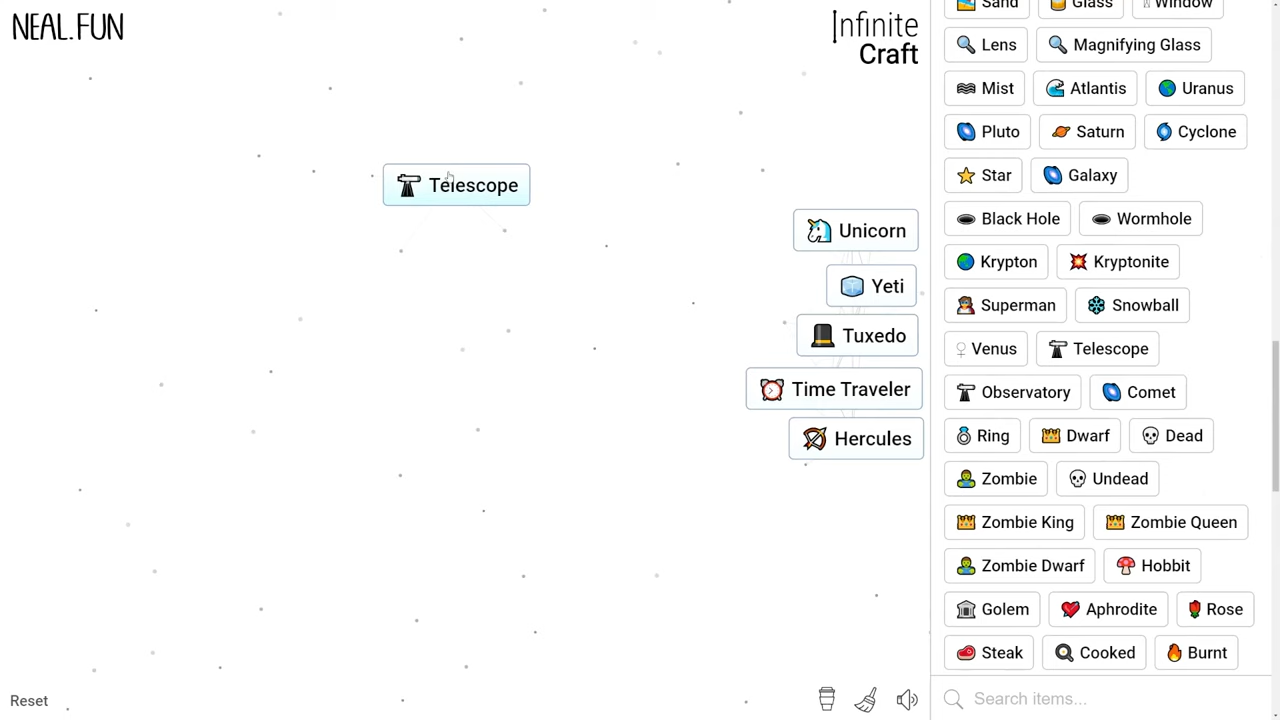 NEAL.FUN
Infinite
Craft
Telescope
Unicorn
Yeti
Tuxedo
Time Traveler
Hercules
Reset
Sand Glass Window
Lens Magnifying Glass
Mist Atlantis Uranus
Pluto Saturn Cyclone
Star Galaxy
Black Hole Wormhole
Krypton Kryptonite
Superman Snowball
Venus Telescope
Observatory Comet
Ring Dwarf Dead
Zombie Undead
Zombie King Zombie Queen
Zombie Dwarf Hobbit
Golem Aphrodite Rose
Steak Cooked Burnt
Search items...